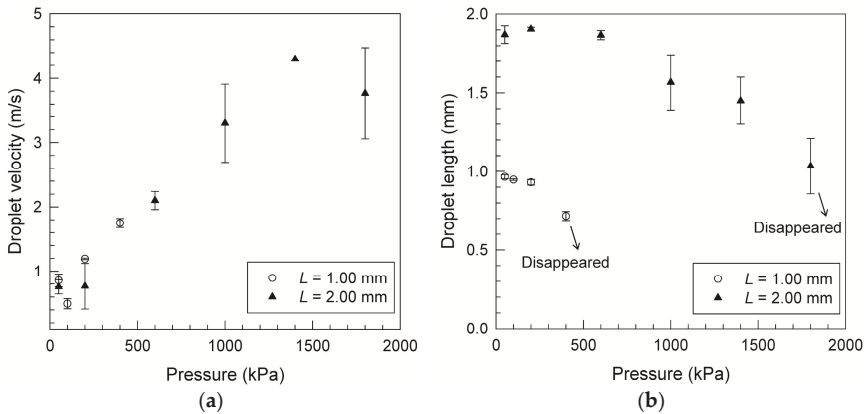 5
4
3
2
1
0
500
1000
1500
2000
Droplet velocity (m/s)
Pressure (kPa)
L = 1.00 mm
L = 2.00 mm
(a)
2.0
1.5
1.0
0.5
0.0
0
500
1000
1500
2000
Droplet length (mm)
Pressure (kPa)
Disappeared
Disappeared
L = 1.00 mm
L = 2.00 mm
(b)